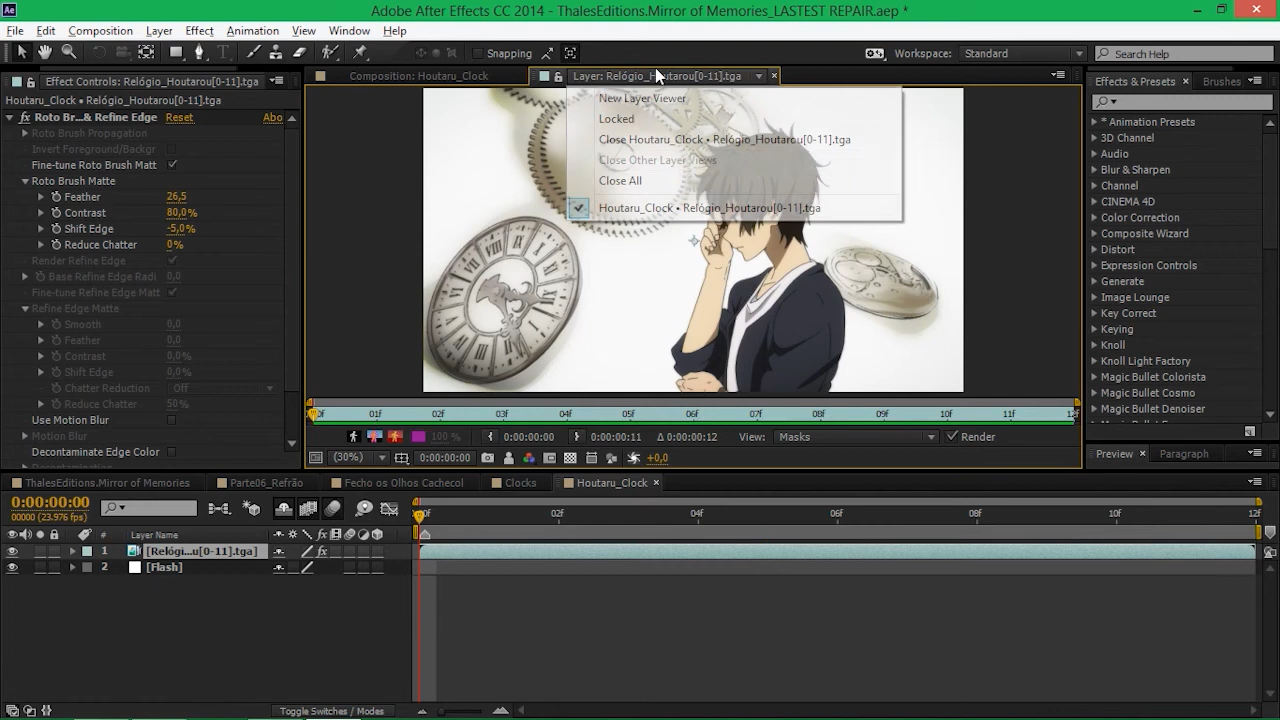 Ae
Adobe After Effects CC 2014 - ThalesEditions.Mirror of Memories_LASTEST REPAIR.aep *
File Edit Composition Layer Effect Animation View Window Help
Snapping
Workspace: Standard
Search Help
Effect Controls: Relógio_Houtarou[0-11].tga
Composition: Houtaru_Clock
Layer: Relógio_Houtarou[0-11].tga
Effects & Presets
Brushes
Houtaru_Clock • Relógio_Houtarou[0-11].tga
Roto Br...& Refine Edge Reset Abo
Roto Brush Propagation
Invert Foreground/Backgr
Fine-tune Roto Brush Matt
Roto Brush Matte
Feather 26,5
Contrast 80,0%
Shift Edge -5,0%
Reduce Chatter 0%
Render Refine Edge
Base Refine Edge Radi 0,0
Fine-tune Refine Edge Matt
Refine Edge Matte
Smooth 0,0
Feather 0,0
Contrast 0,0%
Shift Edge 0,0%
Chatter Reduction Off
Reduce Chatter 50%
Use Motion Blur
Motion Blur
Decontaminate Edge Color
New Layer Viewer
Locked
Close Houtaru_Clock • Relógio_Houtarou[0-11].tga
Close Other Layer Views
Close All
Houtaru_Clock • Relógio_Houtarou[0-11].tga
01f 02f 03f 04f 05f 06f 07f 08f 09f 10f 11f 12f
100 % 0:00:00:00 0:00:00:11 Δ 0:00:00:12 View: Masks Render
(30%) 0:00:00:00 +0,0
* Animation Presets
3D Channel
Audio
Blur & Sharpen
Channel
CINEMA 4D
Color Correction
Composite Wizard
Distort
Expression Controls
Generate
Image Lounge
Key Correct
Keying
Knoll
Knoll Light Factory
Magic Bullet Colorista
Magic Bullet Cosmo
Magic Bullet Denoiser
Preview Paragraph
ThalesEditions.Mirror of Memories Parte06_Refrão Fecho os Olhos Cachecol Clocks Houtaru_Clock
0:00:00:00
00000 (23.976 fps)
02f 04f 06f 08f 10f 12f
# Layer Name
1 [Relógi...u[0-11].tga]
2 [Flash]
Toggle Switches / Modes